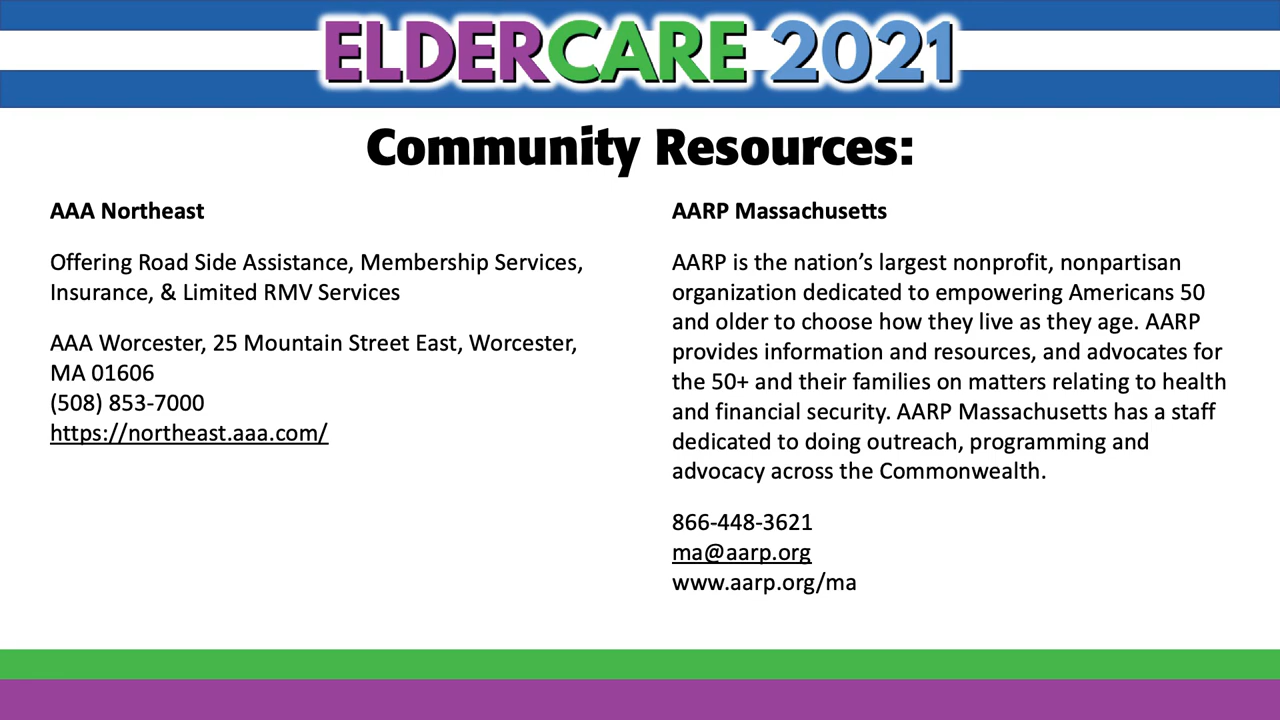 ELDERCARE 2021
Community Resources:
AAA Northeast
Offering Road Side Assistance, Membership Services,
Insurance, & Limited RMV Services
AAA Worcester, 25 Mountain Street East, Worcester,
MA 01606
(508) 853-7000
https://northeast.aaa.com/
AARP Massachusetts
AARP is the nation’s largest nonprofit, nonpartisan
organization dedicated to empowering Americans 50
and older to choose how they live as they age. AARP
provides information and resources, and advocates for
the 50+ and their families on matters relating to health
and financial security. AARP Massachusetts has a staff
dedicated to doing outreach, programming and
advocacy across the Commonwealth.
866-448-3621
ma@aarp.org
www.aarp.org/ma